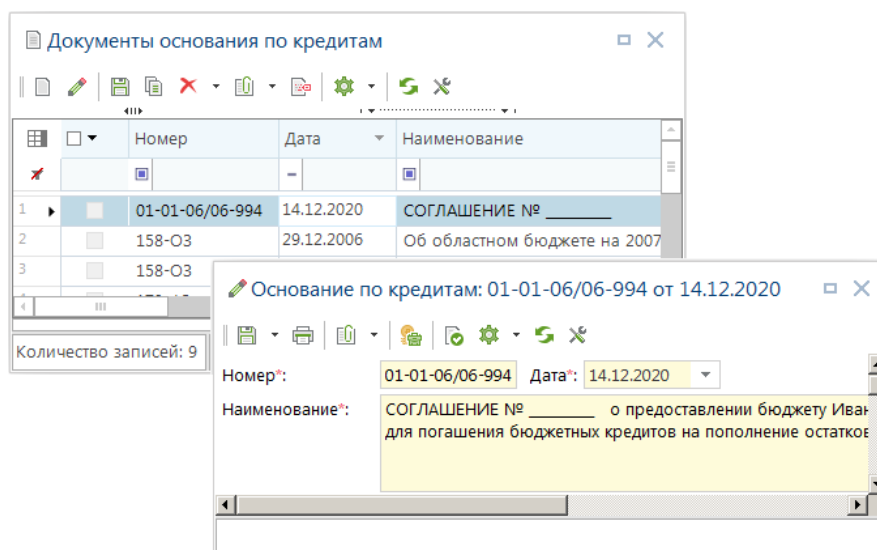 Документы основания по кредитам
Номер Дата Наименование
1 01-01-06/06-994 14.12.2020 СОГЛАШЕНИЕ № ________
2 158-ОЗ 29.12.2006 Об областном бюджете на 2007
3 158-ОЗ
Количество записей: 9
Основание по кредитам: 01-01-06/06-994 от 14.12.2020
Номер*: 01-01-06/06-994 Дата*: 14.12.2020
Наименование*: СОГЛАШЕНИЕ № ________ о предоставлении бюджету Иван
для погашения бюджетных кредитов на пополнение остатков